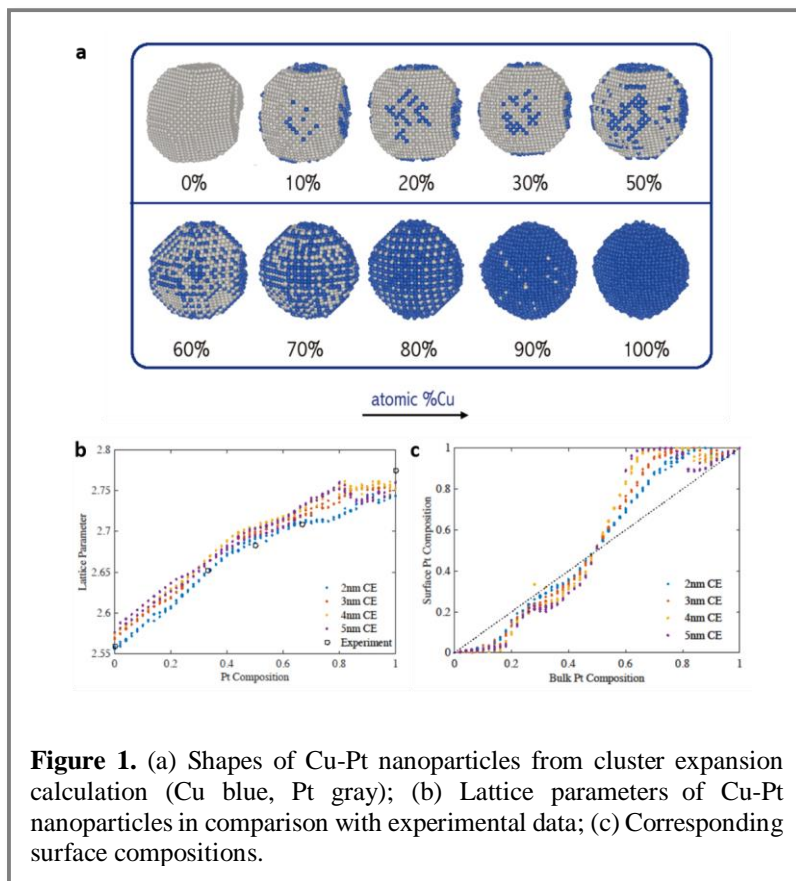 a
0% 10% 20% 30% 50%
60% 70% 80% 90% 100%
atomic %Cu
b
2.8
2.75
2.7
2.65
2.6
2.55
Lattice Parameter
0 0.2 0.4 0.6 0.8 1
Pt Composition
2nm CE
3nm CE
4nm CE
5nm CE
Experiment
c
1
0.8
0.6
0.4
0.2
0
Surface Pt Composition
0 0.2 0.4 0.6 0.8 1
Bulk Pt Composition
2nm CE
3nm CE
4nm CE
5nm CE
Figure 1. (a) Shapes of Cu-Pt nanoparticles from cluster expansion
calculation (Cu blue, Pt gray); (b) Lattice parameters of Cu-Pt
nanoparticles in comparison with experimental data; (c) Corresponding
surface compositions.